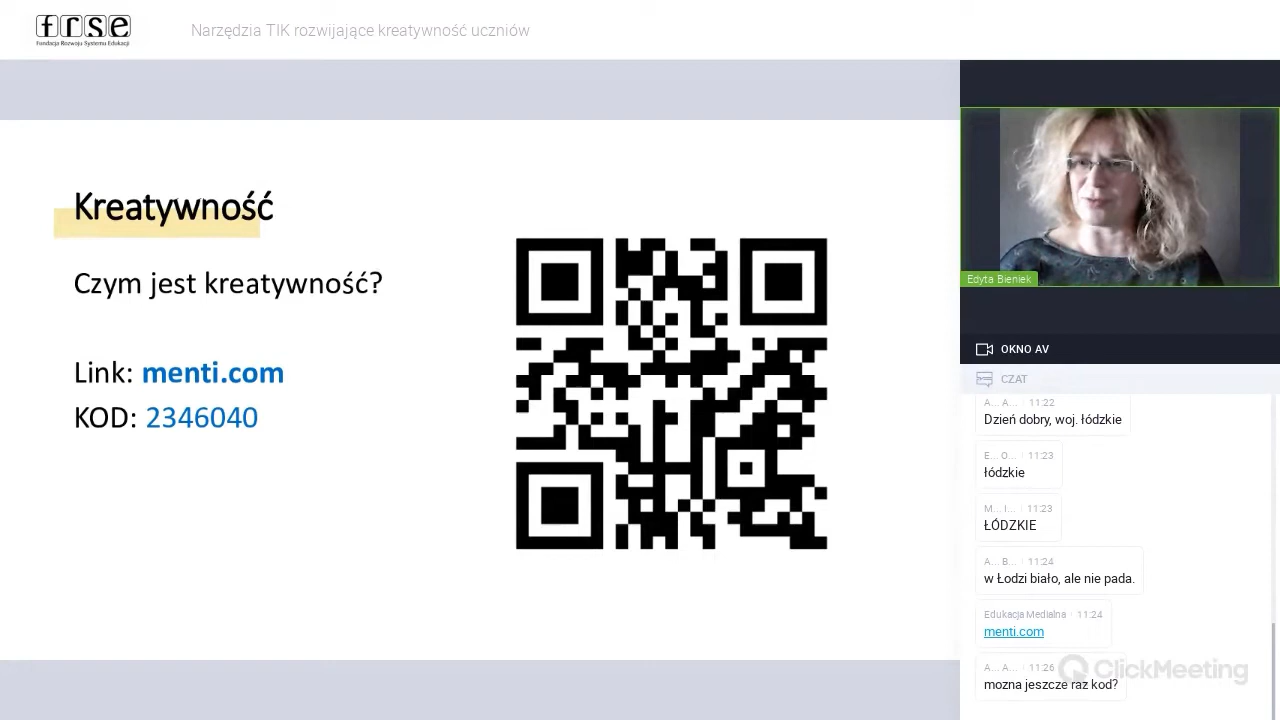 frse
Fundacja Rozwoju Systemu Edukacji
Narzędzia TIK rozwijające kreatywność uczniów
Kreatywność
Czym jest kreatywność?
Link: menti.com
KOD: 2346040
Edyta Bieniek
OKNO AV
CZAT
A... A... 11:22
Dzień dobry, woj. łódzkie
E... O... 11:23
łódzkie
M... I... 11:23
ŁÓDZKIE
A... B... 11:24
w Łodzi biało, ale nie pada.
Edukacja Medialna 11:24
menti.com
A... A... 11:26
mozna jeszcze raz kod?
ClickMeeting